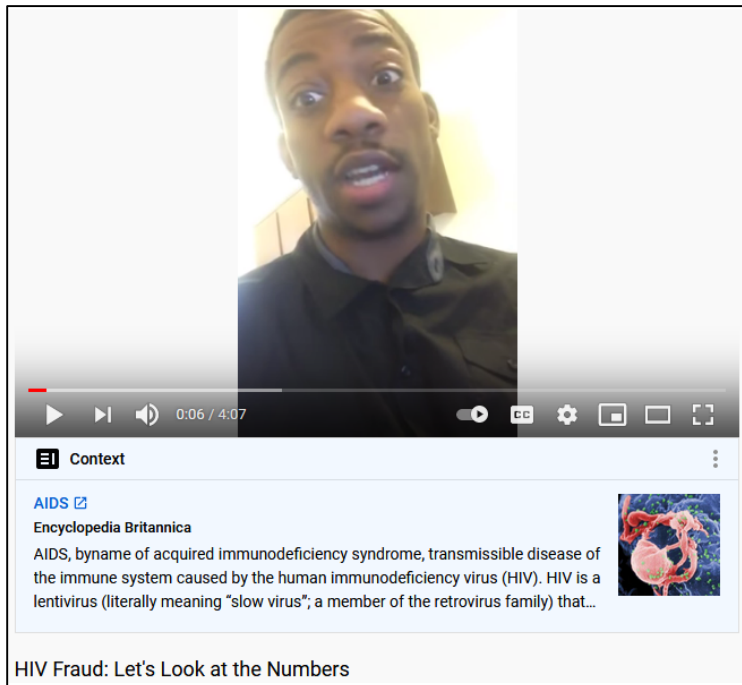 0:06 / 4:07
CC
Context
AIDS
Encyclopedia Britannica
AIDS, byname of acquired immunodeficiency syndrome, transmissible disease of
the immune system caused by the human immunodeficiency virus (HIV). HIV is a
lentivirus (literally meaning “slow virus”; a member of the retrovirus family) that...
HIV Fraud: Let's Look at the Numbers